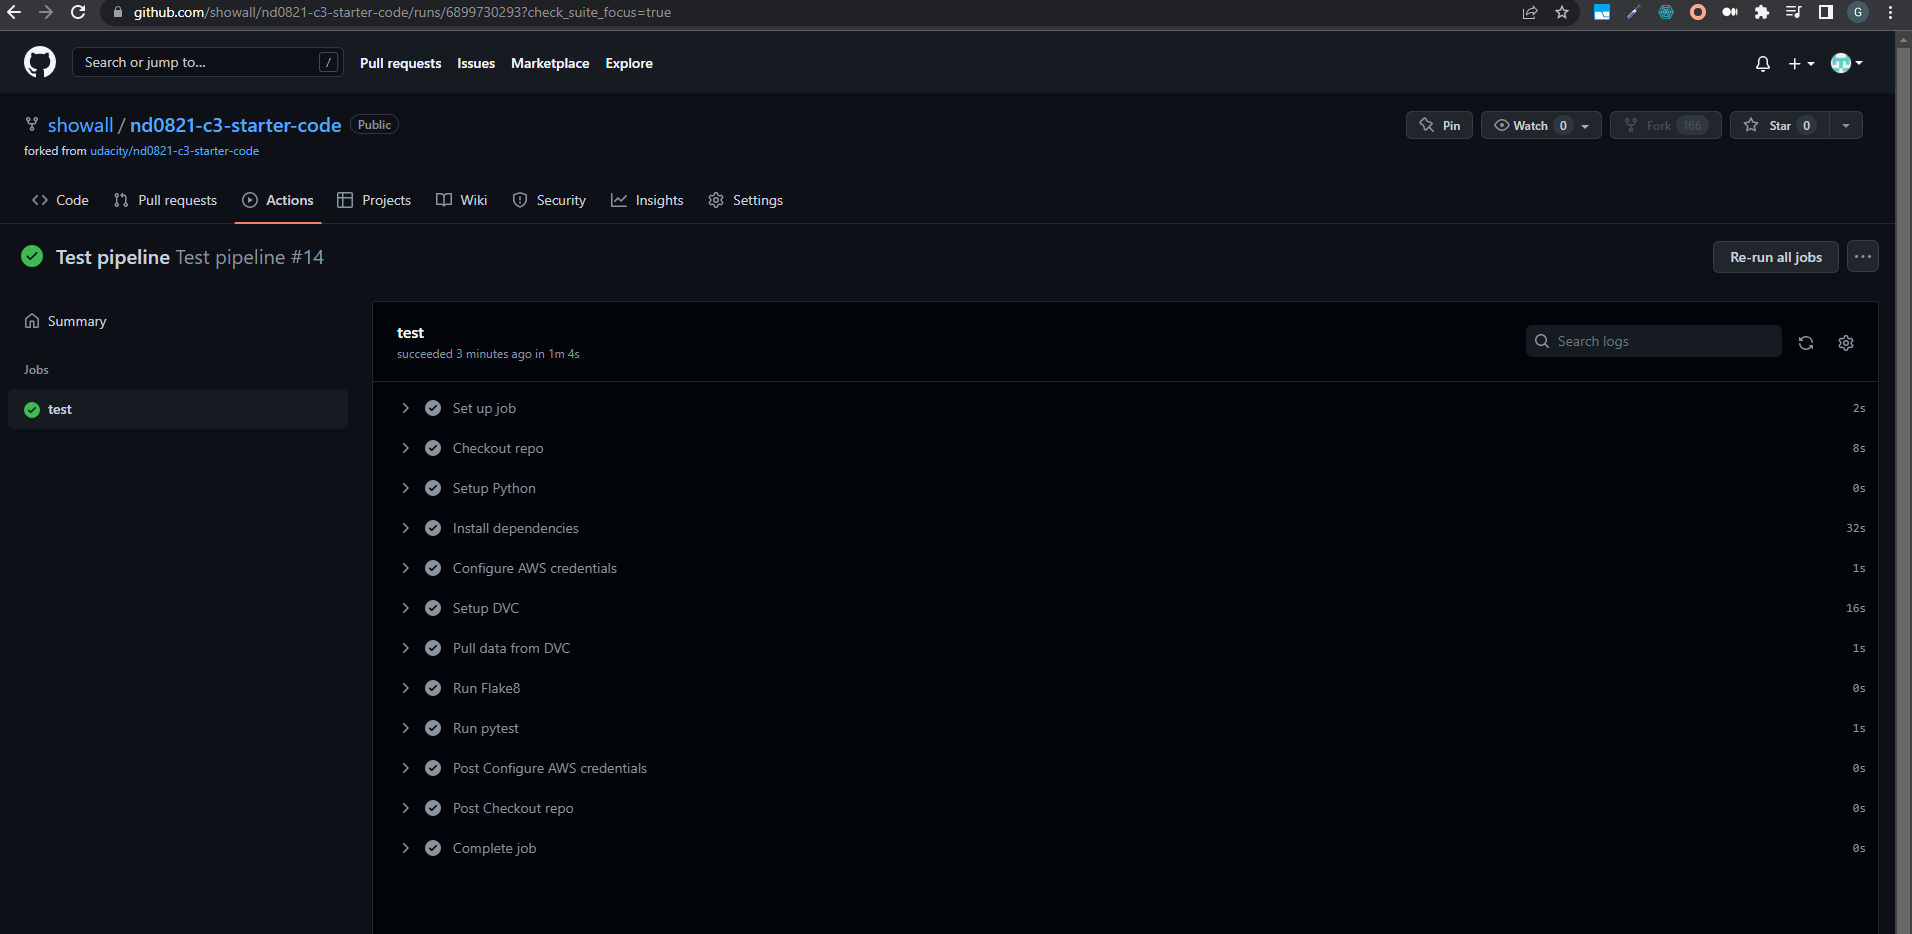 github.com/showall/nd0821-c3-starter-code/runs/6899730293?check_suite_focus=true
G
Search or jump to... /
Pull requests Issues Marketplace Explore
showall / nd0821-c3-starter-code Public
Pin Watch 0 Fork 166 Star 0
forked from udacity/nd0821-c3-starter-code
Code Pull requests Actions Projects Wiki Security Insights Settings
Test pipeline Test pipeline #14
Re-run all jobs
Summary
Jobs
test
test
succeeded 3 minutes ago in 1m 4s
Search logs
Set up job 2s
Checkout repo 8s
Setup Python 0s
Install dependencies 32s
Configure AWS credentials 1s
Setup DVC 16s
Pull data from DVC 1s
Run Flake8 0s
Run pytest 1s
Post Configure AWS credentials 0s
Post Checkout repo 0s
Complete job 0s